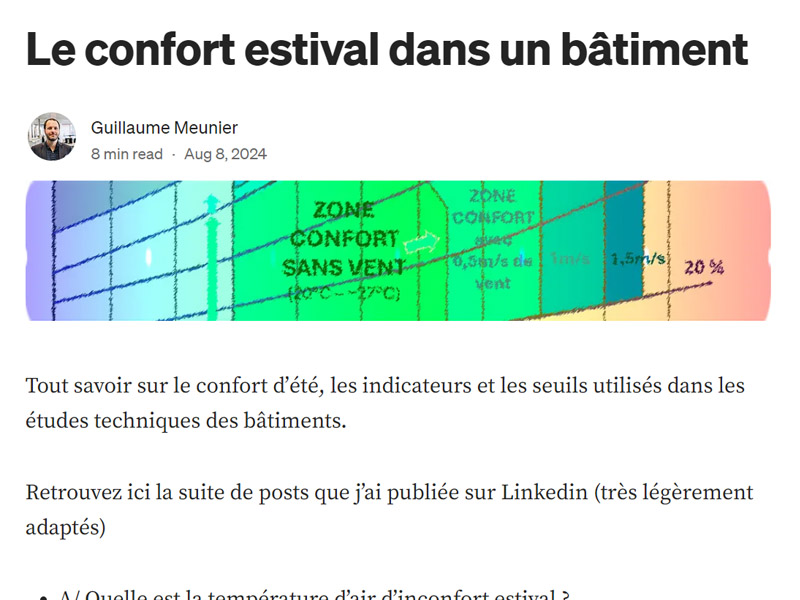 Le confort estival dans un bâtiment
Guillaume Meunier
8 min read · Aug 8, 2024
ZONE
CONFORT
SANS VENT
(20°C – ~27°C)
ZONE
CONFORT
avec
0,5m/s de
vent
1m/s
1,5m/s
20 %
Tout savoir sur le confort d’été, les indicateurs et les seuils utilisés dans les
études techniques des bâtiments.
Retrouvez ici la suite de posts que j’ai publiée sur Linkedin (très légèrement
adaptés)
• A/ Quelle est la température d’air d’inconfort estival ?